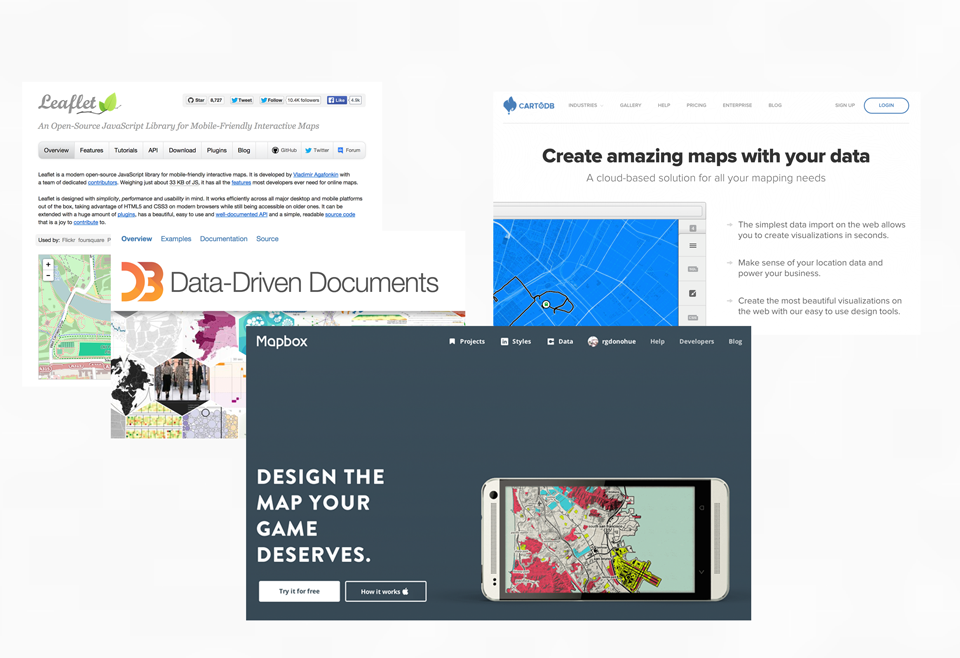 Leaflet
Star 6,727 Tweet Follow 10.4K followers Like 4.9k
An Open-Source JavaScript Library for Mobile-Friendly Interactive Maps
Overview Features Tutorials API Download Plugins Blog GitHub Twitter Forum
Leaflet is a modern open-source JavaScript library for mobile-friendly interactive maps. It is developed by Vladimir Agafonkin with
a team of dedicated contributors. Weighing just about 33 KB of JS, it has all the features most developers ever need for online maps.
Leaflet is designed with simplicity, performance and usability in mind. It works efficiently across all major desktop and mobile platforms
out of the box, taking advantage of HTML5 and CSS3 on modern browsers while still being accessible on older ones. It can be
extended with a huge amount of plugins, has a beautiful, easy to use and well-documented API and a simple, readable source code
that is a joy to contribute to.
Used by: Flickr foursquare P
+
−
CARTODB INDUSTRIES GALLERY HELP PRICING ENTERPRISE BLOG SIGN UP LOGIN
Create amazing maps with your data
A cloud-based solution for all your mapping needs
The simplest data import on the web allows
you to create visualizations in seconds.
Make sense of your location data and
power your business.
Create the most beautiful visualizations on
the web with our easy to use design tools.
Overview Examples Documentation Source
D3 Data-Driven Documents
Mapbox Projects Styles Data rgdonohue Help Developers Blog
DESIGN THE
MAP YOUR
GAME
DESERVES.
Try it for free How it works